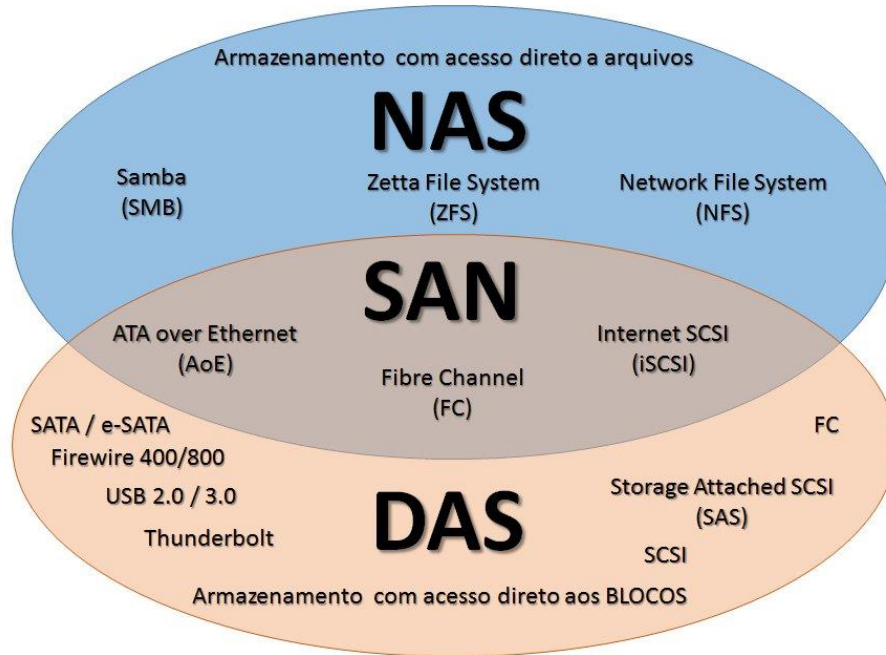 Armazenamento com acesso direto a arquivos
NAS
Samba
(SMB)
Zetta File System
(ZFS)
Network File System
(NFS)
SAN
ATA over Ethernet
(AoE)
Fibre Channel
(FC)
Internet SCSI
(iSCSI)
SATA / e-SATA
Firewire 400/800
USB 2.0 / 3.0
Thunderbolt
DAS
FC
Storage Attached SCSI
(SAS)
SCSI
Armazenamento com acesso direto aos BLOCOS